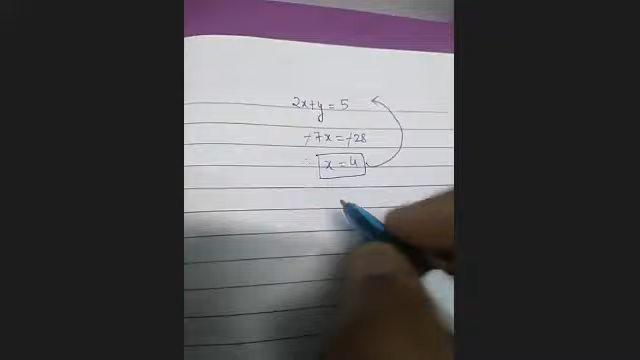 2x+y = 5
-7x = -28
∴ x = 4